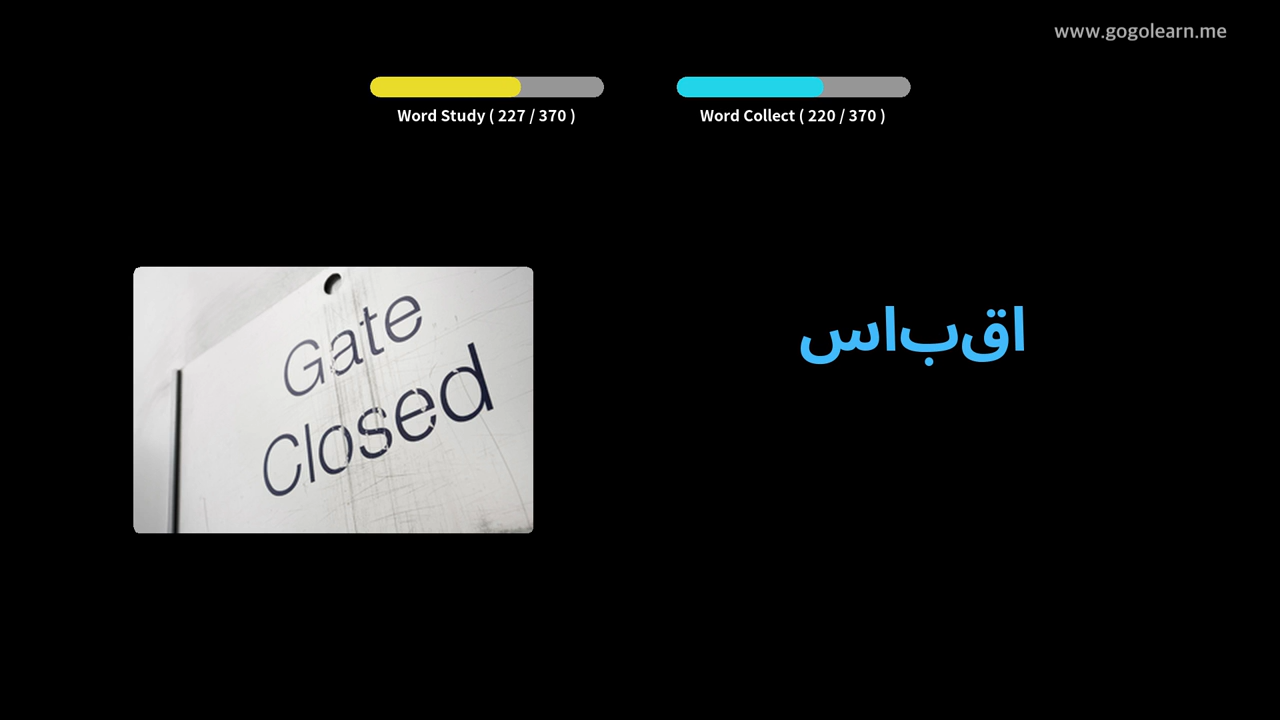 www.gogolearn.me
Word Study ( 227 / 370 )
Word Collect ( 220 / 370 )
Gate
Closed
اقباس